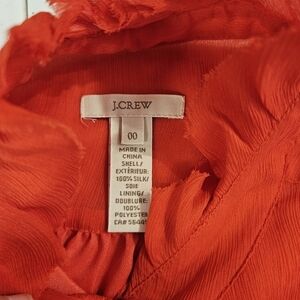 J.CREW
00
MADE IN
CHINA
SHELL/
EXTÉRIEUR:
100% SILK/
SOIE
LINING/
DOUBLURE:
100%
POLYESTER